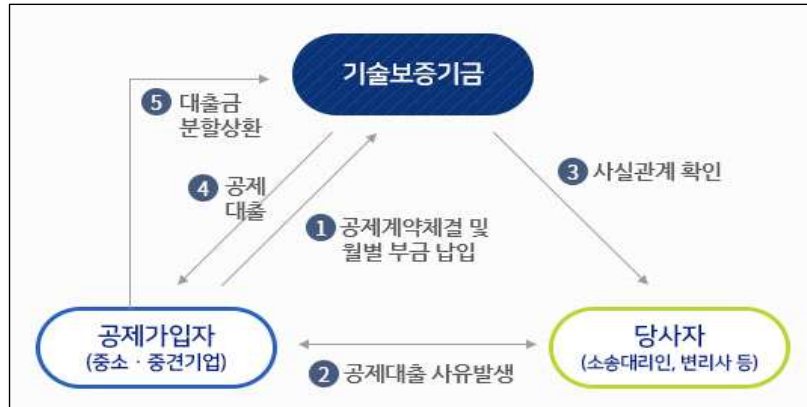 기술보증기금
5 대출금
분할상환
4 공제
대출
3 사실관계 확인
1 공제계약체결 및
월별 부금 납입
공제가입자
(중소 · 중견기업)
2 공제대출 사유발생
당사자
(소송대리인, 변리사 등)